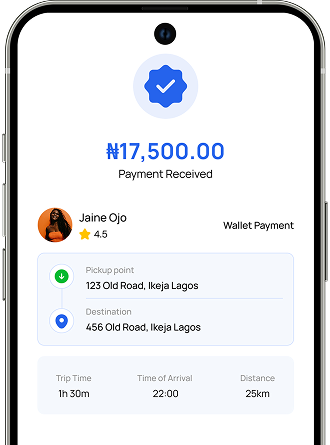 ₦17,500.00
Payment Received
Jaine Ojo
4.5
Wallet Payment
Pickup point
123 Old Road, Ikeja Lagos
Destination
456 Old Road, Ikeja Lagos
Trip Time
Time of Arrival
Distance
1h 30m
22:00
25km